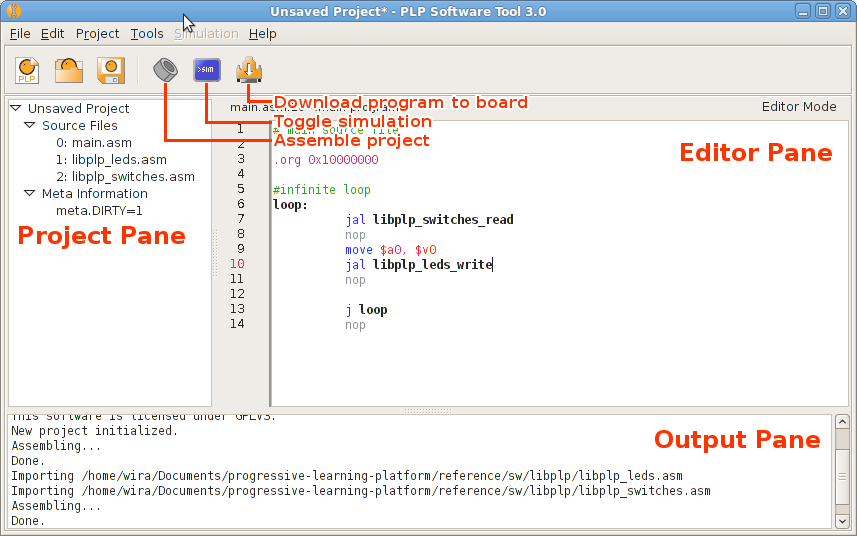 Unsaved Project* - PLP Software Tool 3.0
File Edit Project Tools Simulation Help
PLP
>sim
Download program to board
Toggle simulation
Assemble project
Unsaved Project
Source Files
0: main.asm
1: libplp_leds.asm
2: libplp_switches.asm
Meta Information
meta.DIRTY=1
Project Pane
main.asm
Editor Mode
Editor Pane
1 # main source file
2
3 .org 0x10000000
4
5 #infinite loop
6 loop:
7 jal libplp_switches_read
8 nop
9 move $a0, $v0
10 jal libplp_leds_write
11 nop
12
13 j loop
14 nop
This software is licensed under GPLv3.
New project initialized.
Assembling...
Done.
Importing /home/wira/Documents/progressive-learning-platform/reference/sw/libplp/libplp_leds.asm
Importing /home/wira/Documents/progressive-learning-platform/reference/sw/libplp/libplp_switches.asm
Assembling...
Done.
Output Pane